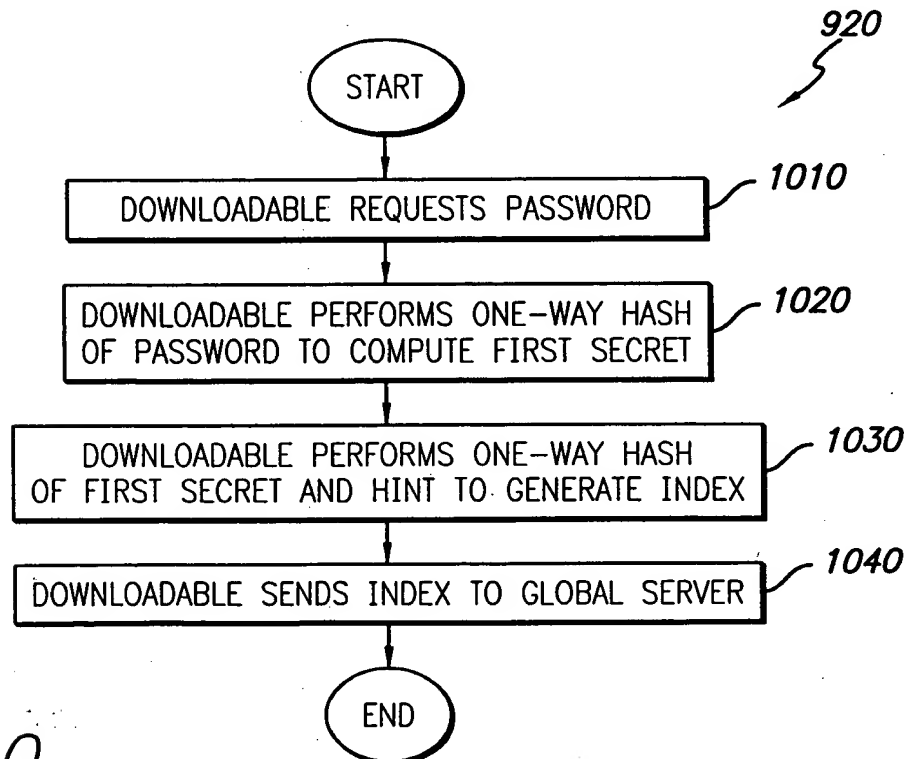 920
START
DOWNLOADABLE REQUESTS PASSWORD
1010
DOWNLOADABLE PERFORMS ONE-WAY HASH
OF PASSWORD TO COMPUTE FIRST SECRET
1020
DOWNLOADABLE PERFORMS ONE-WAY HASH
OF FIRST SECRET AND HINT TO GENERATE INDEX
1030
DOWNLOADABLE SENDS INDEX TO GLOBAL SERVER
1040
END